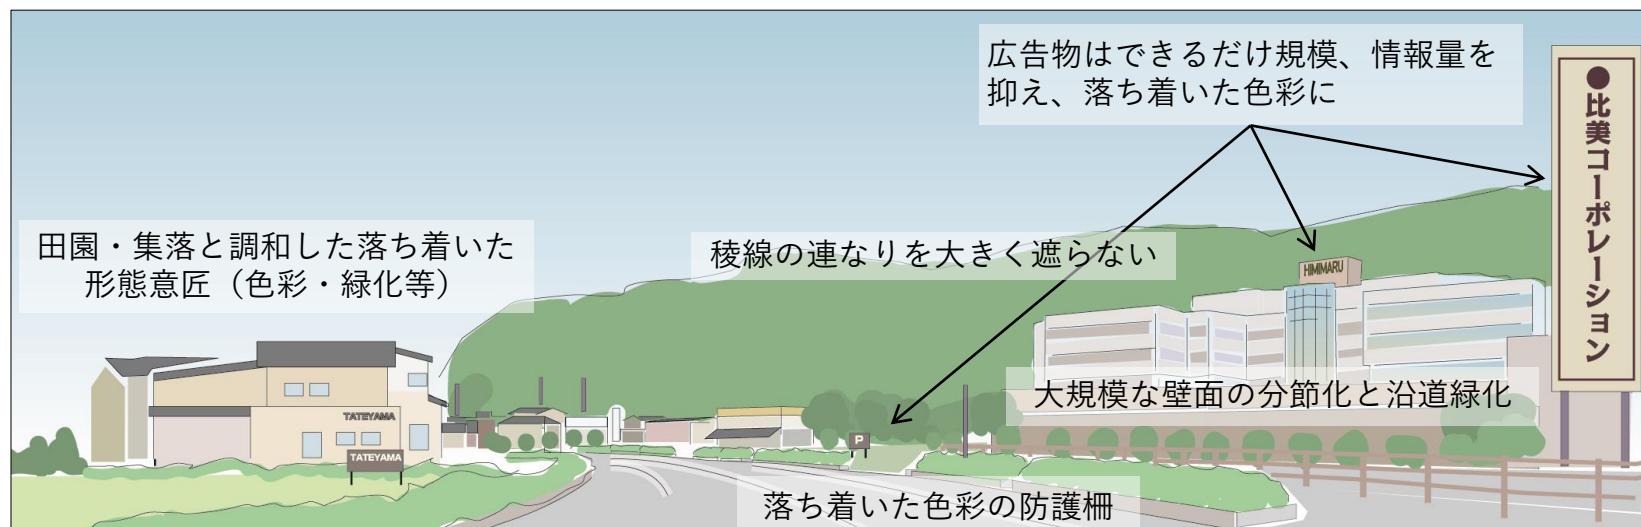 広告物はできるだけ規模、情報量を
抑え、落ち着いた色彩に
●比美コーポレーション
田園・集落と調和した落ち着いた
形態意匠（色彩・緑化等）
稜線の連なりを大きく遮らない
HIMIMARU
大規模な壁面の分節化と沿道緑化
TATEYAMA
TATEYAMA
P
落ち着いた色彩の防護柵